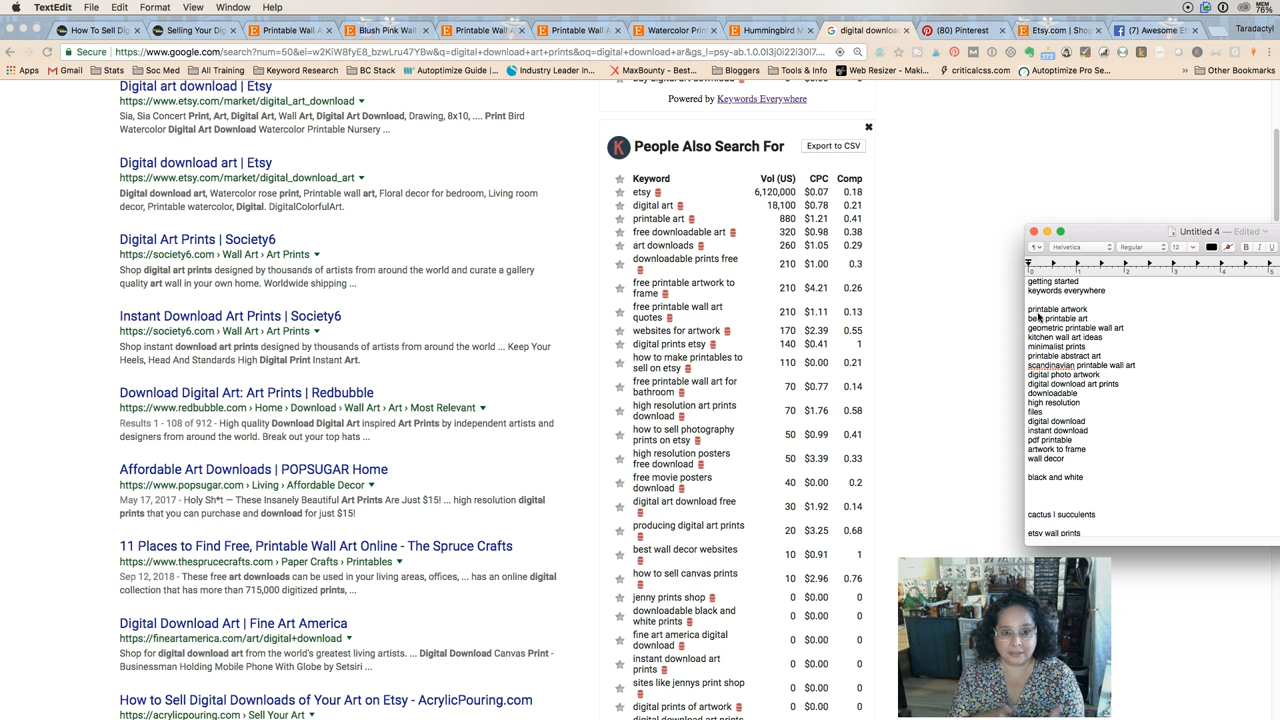 TextEdit File Edit Format View Window Help
How To Sell Dig
Selling Your Dig
Printable Wall
Blush Pink Wall
Printable Wall
Printable Wall A
Watercolor Prin
Hummingbird N
digital downloa
(80) Pinterest
Etsy.com | Shop
(7) Awesome Et
Taradactyl
Secure https://www.google.com/search?num=50&ei=w2KiW8fyE8_bzwLru47YBw&q=digital+download+art+prints&oq=digital+download+ar&gs_l=psy-ab.1.0.0l3j0i22i30l7...
Apps Gmail Stats Soc Med All Training Keyword Research BC Stack Autoptimize Guide |... Industry Leader In... MaxBounty - Best... Bloggers Tools & Info Web Resizer - Maki... criticalcss.com Autoptimize Pro Se... » Other Bookmarks
Digital art download | Etsy
https://www.etsy.com/market/digital_art_download
Sia, Sia Concert Print, Art, Digital Art, Wall Art, Digital Art Download, Drawing, 8x10, .... Print Bird
Watercolor Digital Art Download Watercolor Printable Nursery ...
Digital download art | Etsy
https://www.etsy.com/market/digital_download_art
Digital download art, Watercolor rose print, Printable wall art, Floral decor for bedroom, Living room
decor, Printable watercolor, Digital. DigitalColorfulArt.
Digital Art Prints | Society6
https://society6.com › Wall Art › Art Prints
Shop digital art prints designed by thousands of artists from around the world and curate a gallery
quality art wall in your own home. Worldwide shipping ...
Instant Download Art Prints | Society6
https://society6.com › Wall Art › Art Prints
Shop instant download art prints designed by thousands of artists from around the world ... Keep Your
Heels, Head And Standards High Digital Print Instant Art.
Download Digital Art: Art Prints | Redbubble
https://www.redbubble.com › Home › Download › Wall Art › Art › Most Relevant
Results 1 - 108 of 912 - High quality Download Digital Art inspired Art Prints by independent artists and
designers from around the world. Break out your top hats ...
Affordable Art Downloads | POPSUGAR Home
https://www.popsugar.com › Living › Affordable Decor
May 17, 2017 - Holy Sh*t — These Insanely Beautiful Art Prints Are Just $15! ... high resolution digital
prints that you can purchase and download for just $15!
11 Places to Find Free, Printable Wall Art Online - The Spruce Crafts
https://www.thesprucecrafts.com › Paper Crafts › Printables
Sep 12, 2018 - These free art downloads can be used in your living areas, offices, ... has an online digital
collection that has more than 715,000 digitized prints, ...
Digital Download Art | Fine Art America
https://fineartamerica.com/art/digital+download
Shop for digital download art from the world's greatest living artists. ... Digital Download Canvas Print -
Businessman Holding Mobile Phone With Globe by Setsiri ...
How to Sell Digital Downloads of Your Art on Etsy - AcrylicPouring.com
https://acrylicpouring.com › Sell Your Art
Powered by Keywords Everywhere
People Also Search For Export to CSV
Keyword Vol (US) CPC Comp
etsy 6,120,000 $0.07 0.18
digital art 18,100 $0.78 0.21
printable art 880 $1.21 0.41
free downloadable art 320 $0.98 0.38
art downloads 260 $1.05 0.29
downloadable prints free 210 $1.00 0.3
free printable artwork to
frame 210 $4.21 0.26
free printable wall art
quotes 210 $1.11 0.13
websites for artwork 170 $2.39 0.55
digital prints etsy 140 $0.41 1
how to make printables to
sell on etsy 110 $0.00 0.21
free printable wall art for
bathroom 70 $0.77 0.14
high resolution art prints
download 70 $1.76 0.58
how to sell photography
prints on etsy 50 $0.99 0.41
high resolution posters
free download 50 $3.39 0.33
free movie posters
download 40 $0.00 0.2
digital art download free 30 $1.92 0.14
producing digital art prints 20 $3.25 0.68
best wall decor websites 10 $0.91 1
how to sell canvas prints 10 $2.96 0.76
jenny prints shop 0 $0.00 0
downloadable black and
white prints 0 $0.00 0
fine art america digital
download 0 $0.00 0
instant download art
prints 0 $0.00 0
sites like jennys print shop 0 $0.00 0
digital prints of artwork 0 $0.00 0
Untitled 4 — Edited
Helvetica Regular 12 B I U
0 1 2 3 4 5
getting started
keywords everywhere
printable artwork
best printable art
geometric printable wall art
kitchen wall art ideas
minimalist prints
printable abstract art
scandinavian printable wall art
digital photo artwork
digital download art prints
downloadable
high resolution
files
digital download
instant download
pdf printable
artwork to frame
wall decor
black and white
cactus | succulents
etsy wall prints